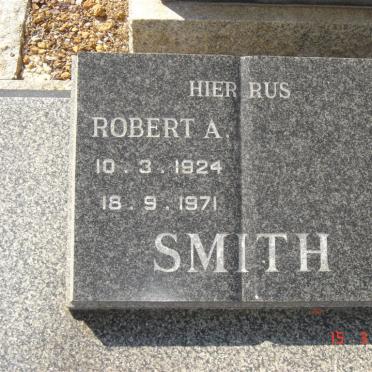 HIER RUS
ROBERT A.
10 . 3 . 1924
18 . 9 . 1971
SMITH